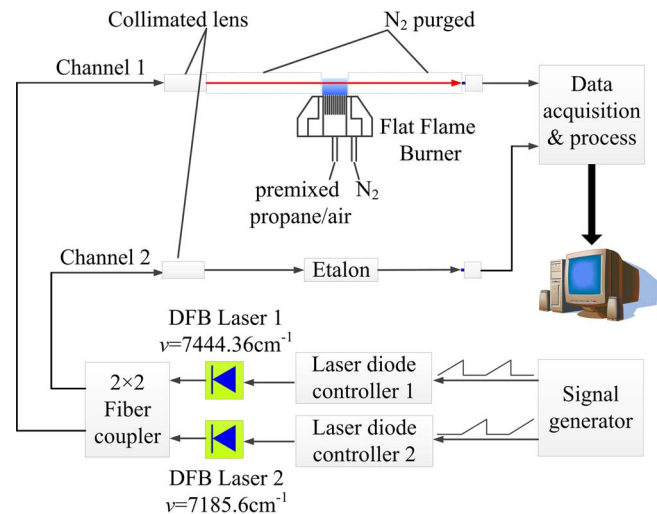 Collimated lens
N₂ purged
Channel 1
Data
acquisition
& process
Flat Flame
Burner
premixed
propane/air
N₂
Channel 2
Etalon
DFB Laser 1
v=7444.36cm⁻¹
2×2
Fiber
coupler
Laser diode
controller 1
Signal
generator
Laser diode
controller 2
DFB Laser 2
v=7185.6cm⁻¹